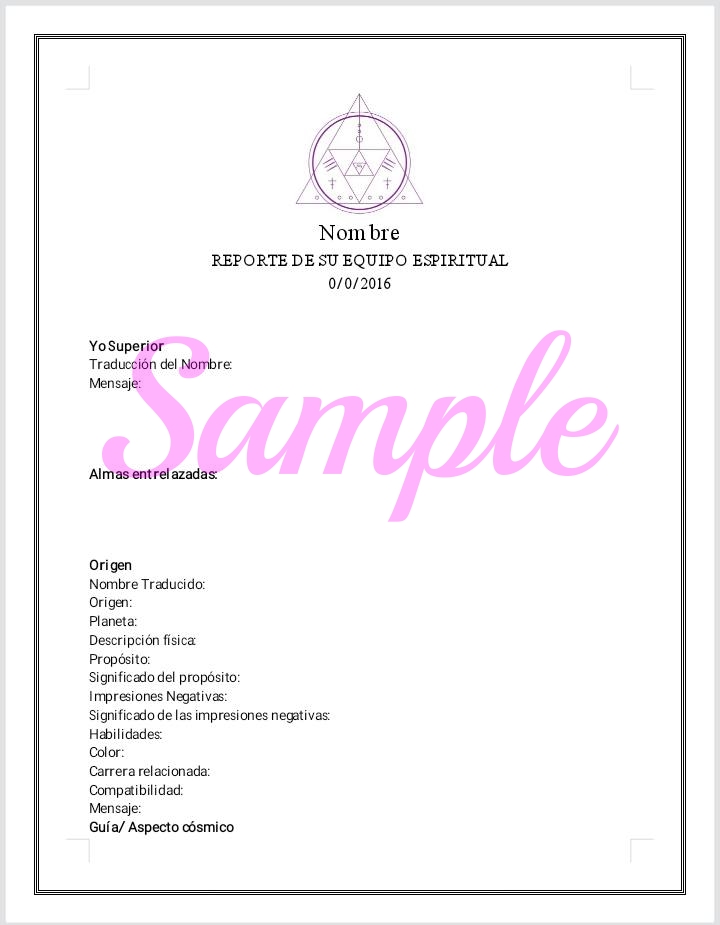 Nombre
REPORTE DE SU EQUIPO ESPIRITUAL
0/0/2016
Yo Superior
Traducción del Nombre:
Mensaje:
Sample
Almas entrelazadas:
Origen
Nombre Traducido:
Origen:
Planeta:
Descripción física:
Propósito:
Significado del propósito:
Impresiones Negativas:
Significado de las impresiones negativas:
Habilidades:
Color:
Carrera relacionada:
Compatibilidad:
Mensaje:
Guía/ Aspecto cósmico